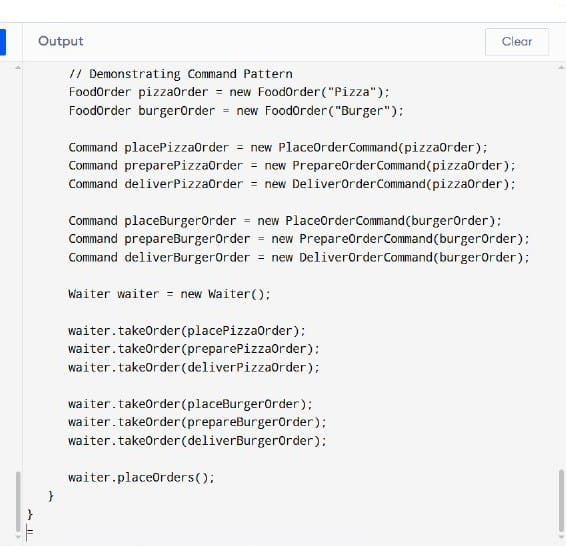 Output
Clear
// Demonstrating Command Pattern
FoodOrder pizzaOrder = new FoodOrder("Pizza");
FoodOrder burgerOrder = new FoodOrder("Burger");
Command placePizzaOrder = new PlaceOrderCommand(pizzaOrder);
Command preparePizzaOrder = new PrepareOrderCommand(pizzaOrder);
Command deliverPizzaOrder = new DeliverOrderCommand(pizzaOrder);
Command placeBurgerOrder = new PlaceOrderCommand(burgerOrder);
Command prepareBurgerOrder = new PrepareOrderCommand(burgerOrder);
Command deliverBurgerOrder = new DeliverOrderCommand(burgerOrder);
Waiter waiter = new Waiter();
waiter.takeOrder(placePizzaOrder);
waiter.takeOrder(preparePizzaOrder);
waiter.takeOrder(deliverPizzaOrder);
waiter.takeOrder(placeBurgerOrder);
waiter.takeOrder(prepareBurgerOrder);
waiter.takeOrder(deliverBurgerOrder);
waiter.placeOrders();
}
}
=